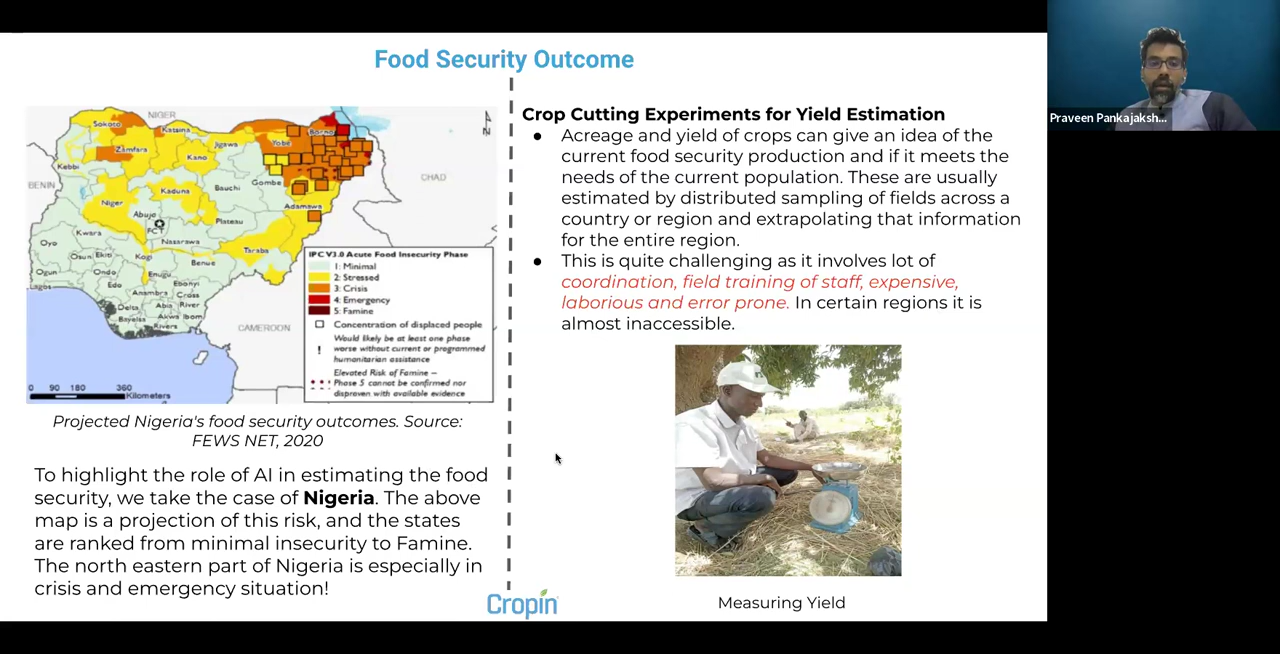 Food Security Outcome
NIGER
Sokoto
Katsina
Jigawa
Yobe
Borno
Zamfara
Kano
Kebbi
BENIN
Gombe
CHAD
Kaduna
Bauchi
Niger
Adamawa
Abuja
FCT
Plateau
Kwara
Nasarawa
Oyo
Kogi
Taraba
Osun
Ekiti
Benue
Ogun
Ondo
Enugu
Ebonyi
Lagos
Edo
Anambra
Cross
River
Delta
Abia
Bayelsa
Akwa Ibom
Rivers
CAMEROON
N
IPC V3.0 Acute Food Insecurity Phase
1: Minimal
2: Stressed
3: Crisis
4: Emergency
5: Famine
Concentration of displaced people
! Would likely be at least one phase
worse without current or programmed
humanitarian assistance
Elevated Risk of Famine –
Phase 5 cannot be confirmed nor
disproven with available evidence
0 90 180 360
Kilometers
Projected Nigeria's food security outcomes. Source:
FEWS NET, 2020
To highlight the role of AI in estimating the food
security, we take the case of Nigeria. The above
map is a projection of this risk, and the states
are ranked from minimal insecurity to Famine.
The north eastern part of Nigeria is especially in
crisis and emergency situation!
Crop Cutting Experiments for Yield Estimation
● Acreage and yield of crops can give an idea of the
current food security production and if it meets the
needs of the current population. These are usually
estimated by distributed sampling of fields across a
country or region and extrapolating that information
for the entire region.
● This is quite challenging as it involves lot of
coordination, field training of staff, expensive,
laborious and error prone. In certain regions it is
almost inaccessible.
Measuring Yield
Cropin
Praveen Pankajaksh...